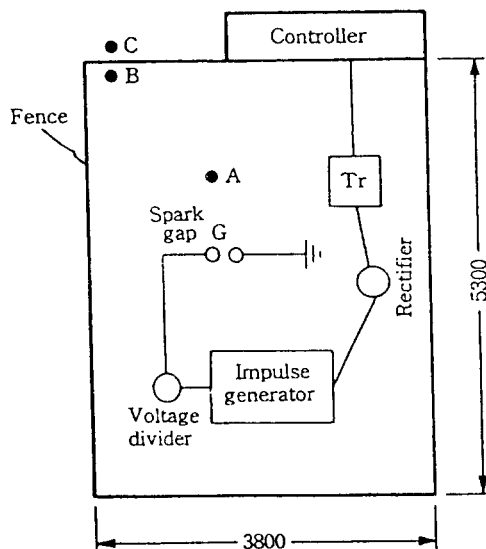 Controller
C
B
Fence
A
Tr
Spark
gap G
Rectifier
5300
Impulse
generator
Voltage
divider
3800